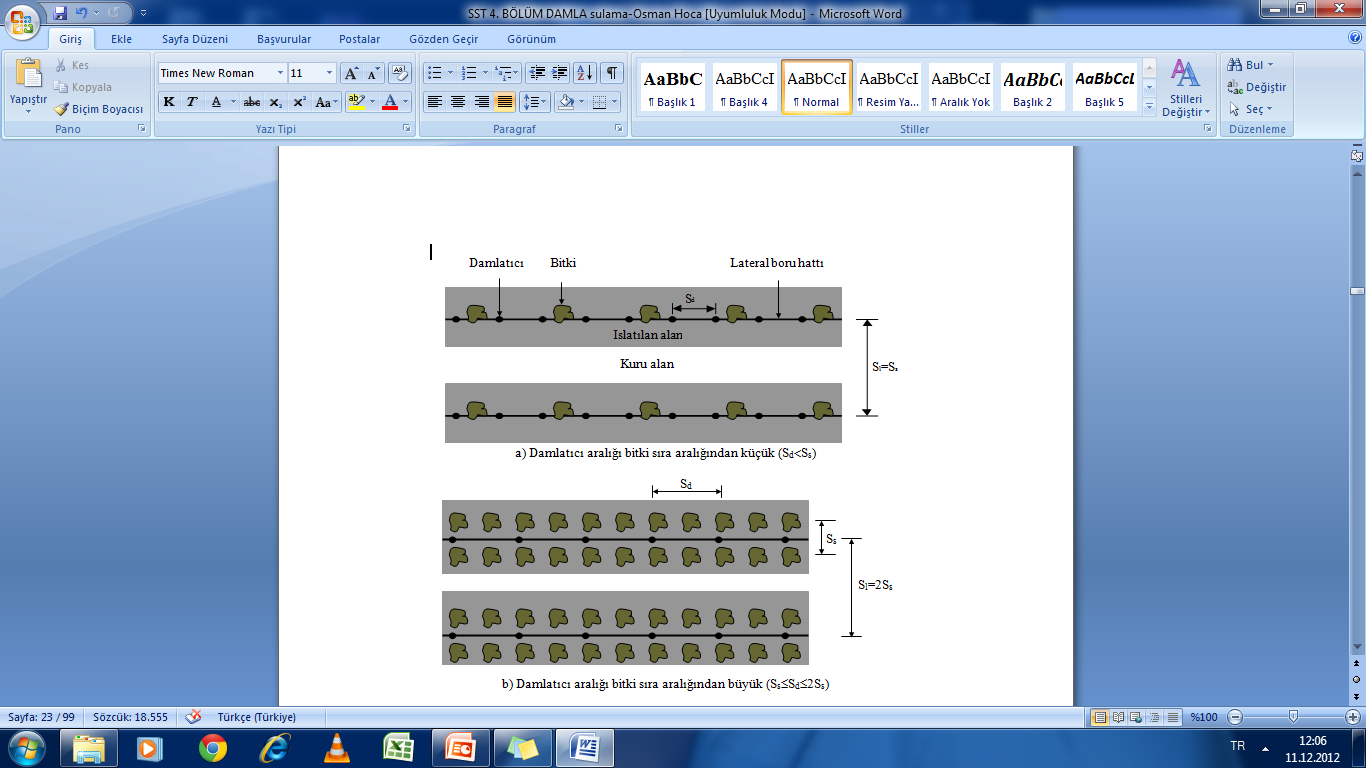 SST 4. BÖLÜM DAMLA sulama-Osman Hoca [Uyumluluk Modu] - Microsoft Word
Giriş Ekle Sayfa Düzeni Başvurular Postalar Gözden Geçir Görünüm
Yapıştır
Kes
Kopyala
Biçim Boyacısı
Pano
Times New Roman 11
K T A abc x₂ x² Aa
Yazı Tipi
Paragraf
AaBbC AaBbCcI AaBbCcI AaBbCcI AaBbCcI AaBbCc AaBbCcL
¶ Başlık 1 ¶ Başlık 4 ¶ Normal ¶ Resim Ya... ¶ Aralık Yok Başlık 2 Başlık 5
Stiller
Stilleri
Değiştir
Bul
Değiştir
Seç
Düzenleme
Damlatıcı Bitki Lateral boru hattı
Sd
Islatılan alan
Kuru alan
Sl=Ss
a) Damlatıcı aralığı bitki sıra aralığından küçük (Sd<Ss)
Sd
Ss
Sl=2Ss
b) Damlatıcı aralığı bitki sıra aralığından büyük (Ss≤Sd≤2Ss)
Sayfa: 23 / 99 Sözcük: 18.555 Türkçe (Türkiye) %100
TR
12:06
11.12.2012